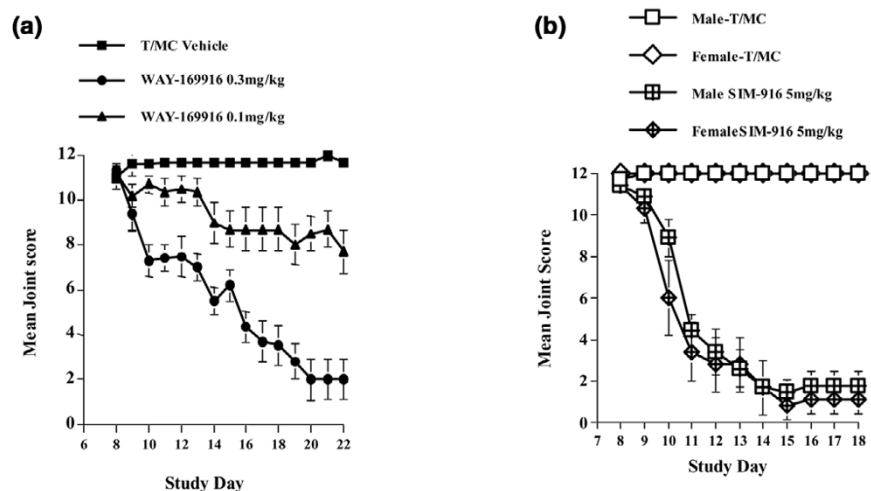 (a)
T/MC Vehicle
WAY-169916 0.3mg/kg
WAY-169916 0.1mg/kg
Mean Joint score
12
10
8
6
4
2
0
6 8 10 12 14 16 18 20 22
Study Day
(b)
Male-T/MC
Female-T/MC
Male SIM-916 5mg/kg
FemaleSIM-916 5mg/kg
Mean Joint Score
12
10
8
6
4
2
0
7 8 9 10 11 12 13 14 15 16 17 18
Study Day